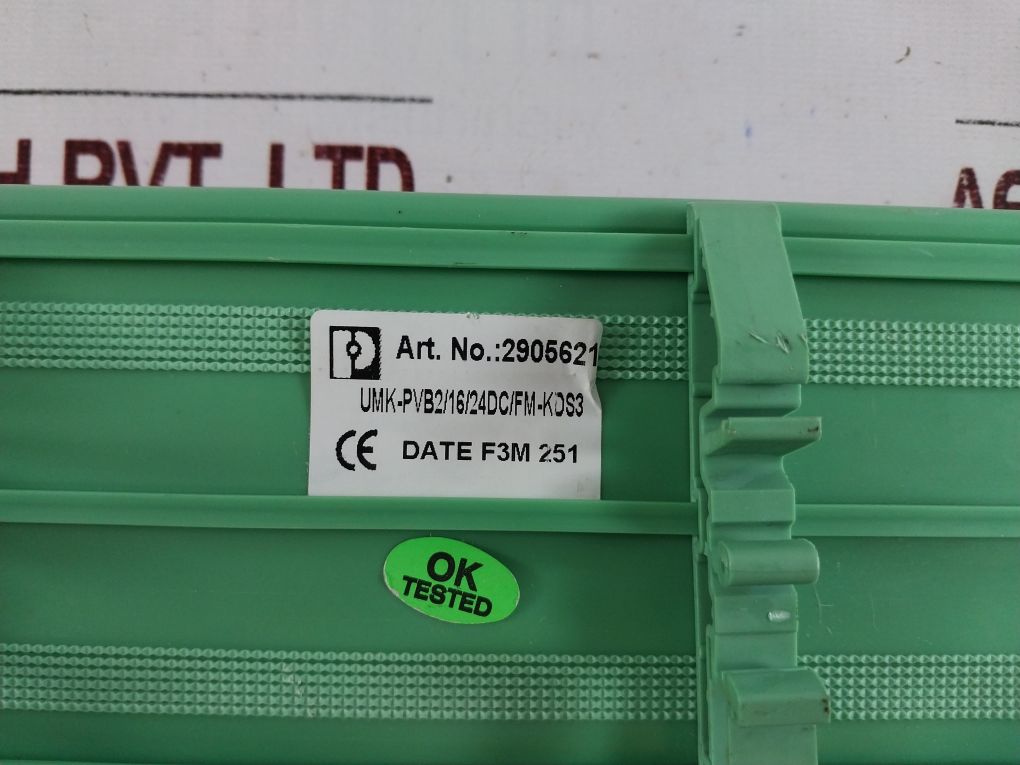 H PVT. LTD
Art. No.:2905621
UMK-PVB2/16/24DC/FM-KDS3
CE DATE F3M 251
OK
TESTED